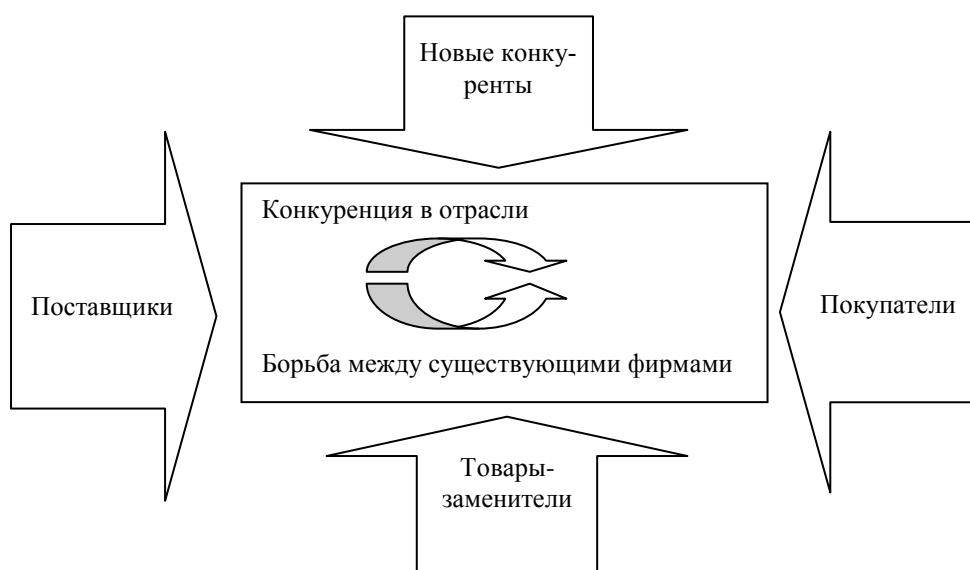 Новые конку-
ренты
Конкуренция в отрасли
Поставщики
Покупатели
Борьба между существующими фирмами
Товары-
заменители